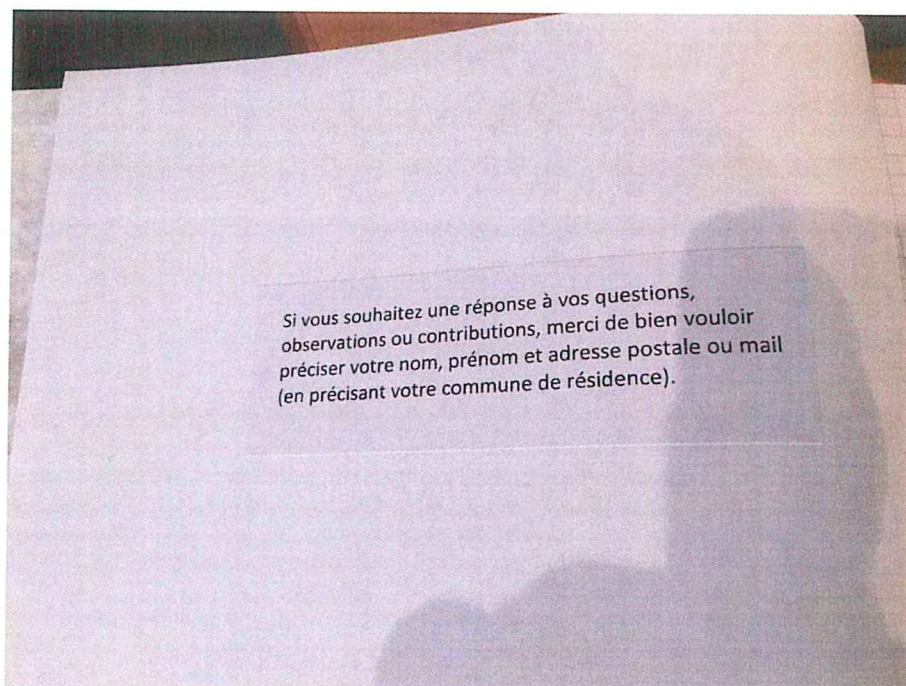 Si vous souhaitez une réponse à vos questions,
observations ou contributions, merci de bien vouloir
préciser votre nom, prénom et adresse postale ou mail
(en précisant votre commune de résidence).